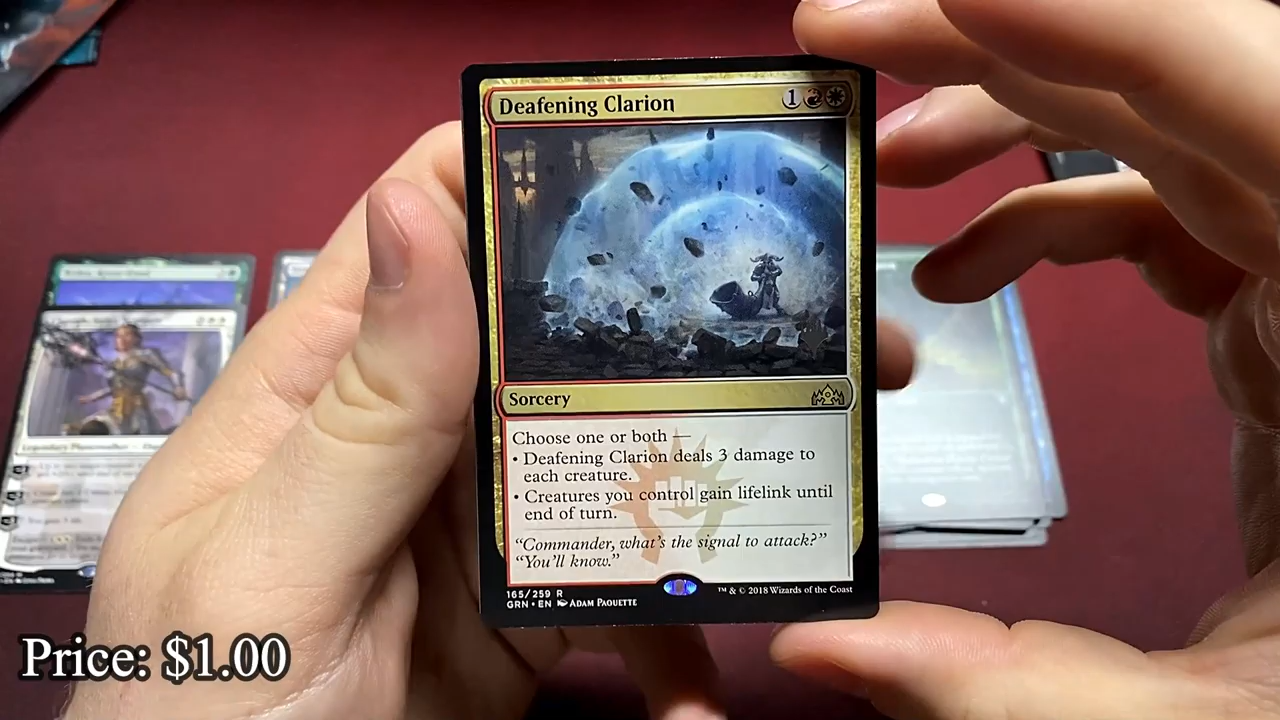 Deafening Clarion 1
Sorcery
Choose one or both —
• Deafening Clarion deals 3 damage to
each creature.
• Creatures you control gain lifelink until
end of turn.
“Commander, what's the signal to attack?”
“You'll know.”
165/259 R
GRN • EN Adam Paquette
™ & © 2018 Wizards of the Coast
Price: $1.00